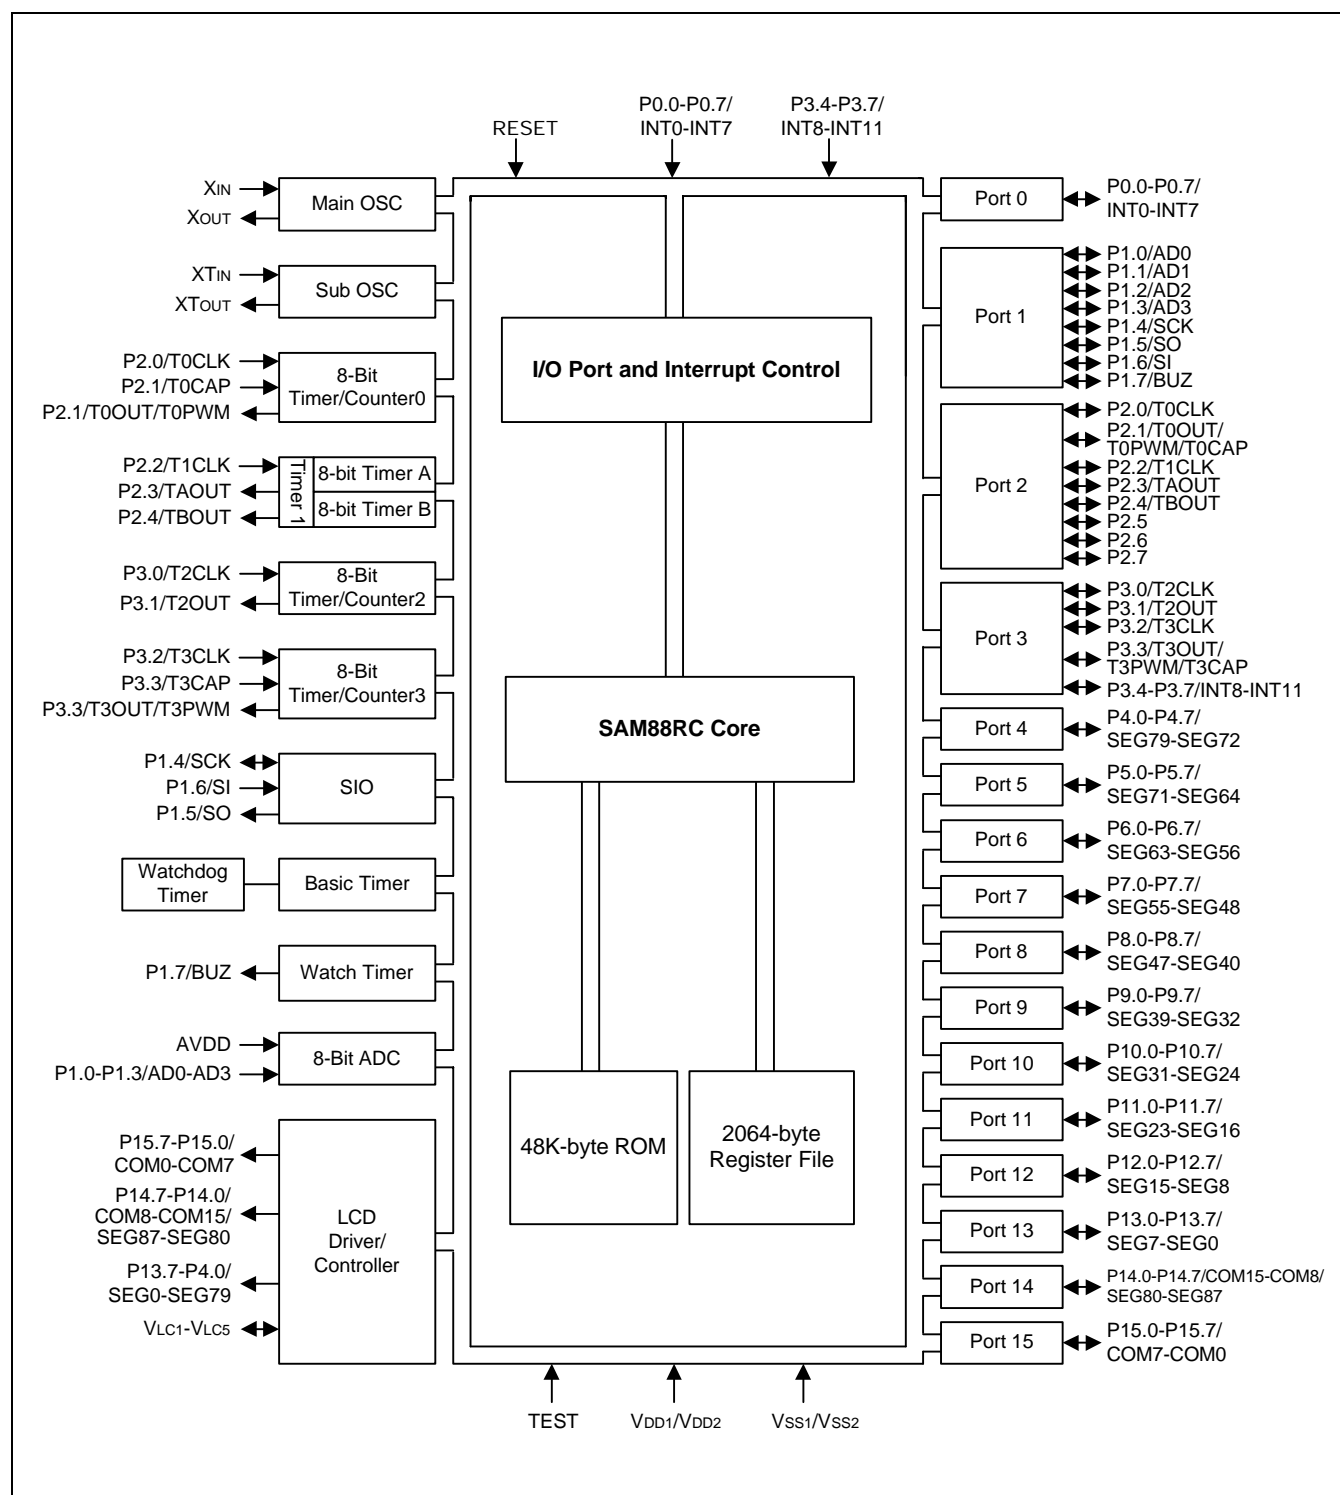 P0.0-P0.7/
INT0-INT7
P3.4-P3.7/
INT8-INT11
RESET
XIN
XOUT
Main OSC
XTIN
XTOUT
Sub OSC
P2.0/T0CLK
P2.1/T0CAP
P2.1/T0OUT/T0PWM
8-Bit
Timer/Counter0
P2.2/T1CLK
P2.3/TAOUT
P2.4/TBOUT
Timer 1
8-bit Timer A
8-bit Timer B
P3.0/T2CLK
P3.1/T2OUT
8-Bit
Timer/Counter2
P3.2/T3CLK
P3.3/T3CAP
P3.3/T3OUT/T3PWM
8-Bit
Timer/Counter3
P1.4/SCK
P1.6/SI
P1.5/SO
SIO
Watchdog
Timer
Basic Timer
P1.7/BUZ
Watch Timer
AVDD
P1.0-P1.3/AD0-AD3
8-Bit ADC
P15.7-P15.0/
COM0-COM7
P14.7-P14.0/
COM8-COM15/
SEG87-SEG80
P13.7-P4.0/
SEG0-SEG79
VLC1-VLC5
LCD
Driver/
Controller
I/O Port and Interrupt Control
SAM88RC Core
48K-byte ROM
2064-byte
Register File
Port 0
P0.0-P0.7/
INT0-INT7
Port 1
P1.0/AD0
P1.1/AD1
P1.2/AD2
P1.3/AD3
P1.4/SCK
P1.5/SO
P1.6/SI
P1.7/BUZ
Port 2
P2.0/T0CLK
P2.1/T0OUT/
T0PWM/T0CAP
P2.2/T1CLK
P2.3/TAOUT
P2.4/TBOUT
P2.5
P2.6
P2.7
Port 3
P3.0/T2CLK
P3.1/T2OUT
P3.2/T3CLK
P3.3/T3OUT/
T3PWM/T3CAP
P3.4-P3.7/INT8-INT11
Port 4
P4.0-P4.7/
SEG79-SEG72
Port 5
P5.0-P5.7/
SEG71-SEG64
Port 6
P6.0-P6.7/
SEG63-SEG56
Port 7
P7.0-P7.7/
SEG55-SEG48
Port 8
P8.0-P8.7/
SEG47-SEG40
Port 9
P9.0-P9.7/
SEG39-SEG32
Port 10
P10.0-P10.7/
SEG31-SEG24
Port 11
P11.0-P11.7/
SEG23-SEG16
Port 12
P12.0-P12.7/
SEG15-SEG8
Port 13
P13.0-P13.7/
SEG7-SEG0
Port 14
P14.0-P14.7/COM15-COM8/
SEG80-SEG87
Port 15
P15.0-P15.7/
COM7-COM0
TEST
VDD1/VDD2
VSS1/VSS2